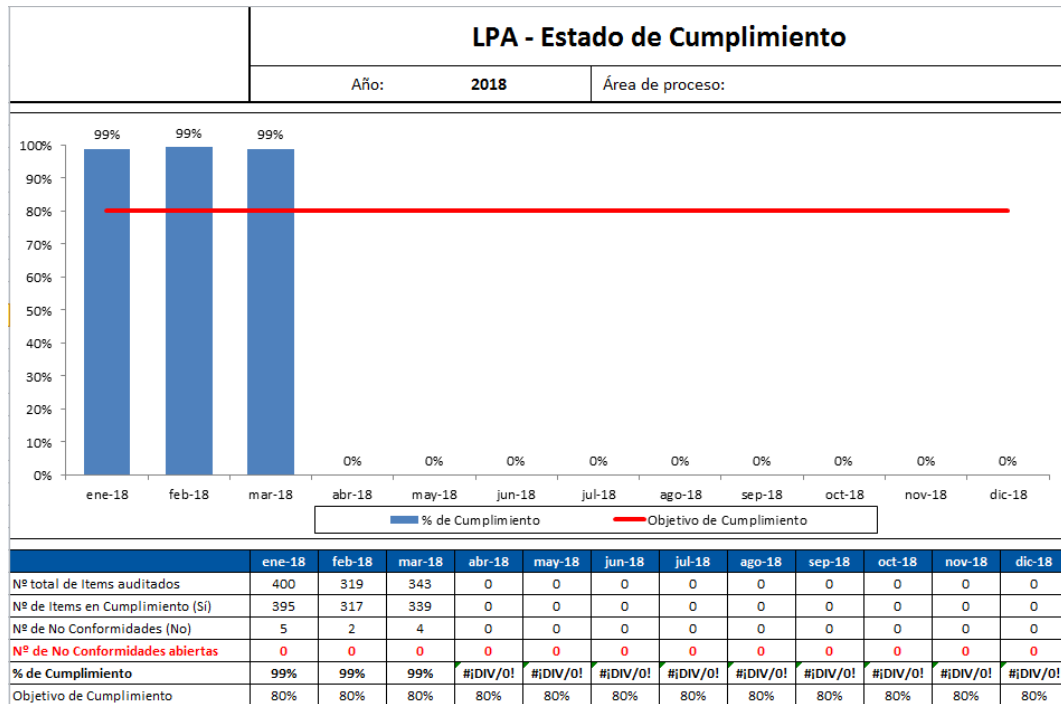 LPA - Estado de Cumplimiento
Año: 2018 Área de proceso:
99% 99% 99%
100%
90%
80%
70%
60%
50%
40%
30%
20%
10%
0% 0% 0% 0% 0% 0% 0% 0% 0%
0%
ene-18 feb-18 mar-18 abr-18 may-18 jun-18 jul-18 ago-18 sep-18 oct-18 nov-18 dic-18
% de Cumplimiento Objetivo de Cumplimiento
ene-18 feb-18 mar-18 abr-18 may-18 jun-18 jul-18 ago-18 sep-18 oct-18 nov-18 dic-18
Nº total de Items auditados 400 319 343 0 0 0 0 0 0 0 0 0
Nº de Items en Cumplimiento (Sí) 395 317 339 0 0 0 0 0 0 0 0 0
Nº de No Conformidades (No) 5 2 4 0 0 0 0 0 0 0 0 0
Nº de No Conformidades abiertas 0 0 0 0 0 0 0 0 0 0 0 0
% de Cumplimiento 99% 99% 99% #¡DIV/0! #¡DIV/0! #¡DIV/0! #¡DIV/0! #¡DIV/0! #¡DIV/0! #¡DIV/0! #¡DIV/0! #¡DIV/0!
Objetivo de Cumplimiento 80% 80% 80% 80% 80% 80% 80% 80% 80% 80% 80% 80%